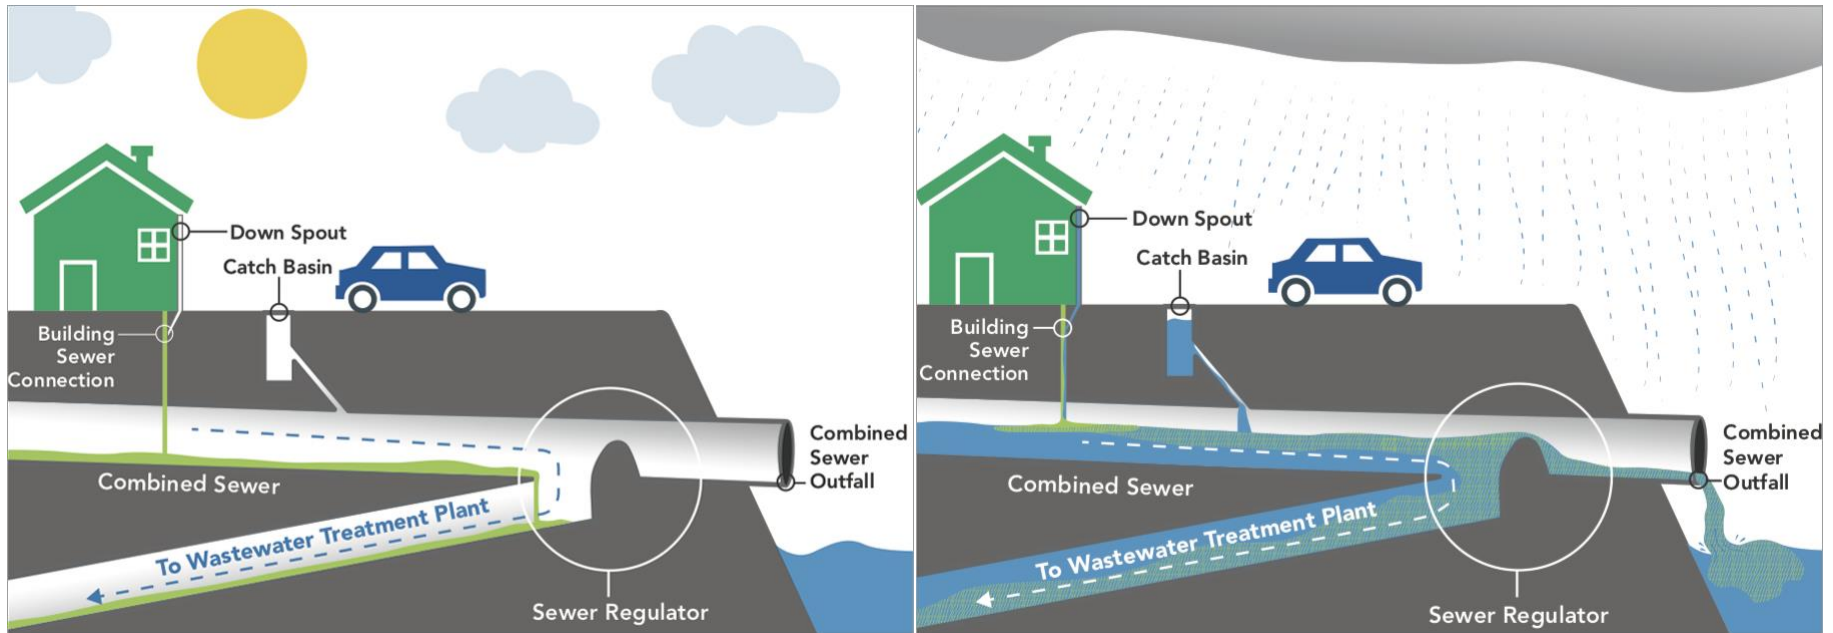 Down Spout
Catch Basin
Building
Sewer
Connection
Combined
Sewer
Outfall
Combined Sewer
To Wastewater Treatment Plant
Sewer Regulator
Down Spout
Catch Basin
Building
Sewer
Connection
Combined
Sewer
Outfall
Combined Sewer
To Wastewater Treatment Plant
Sewer Regulator